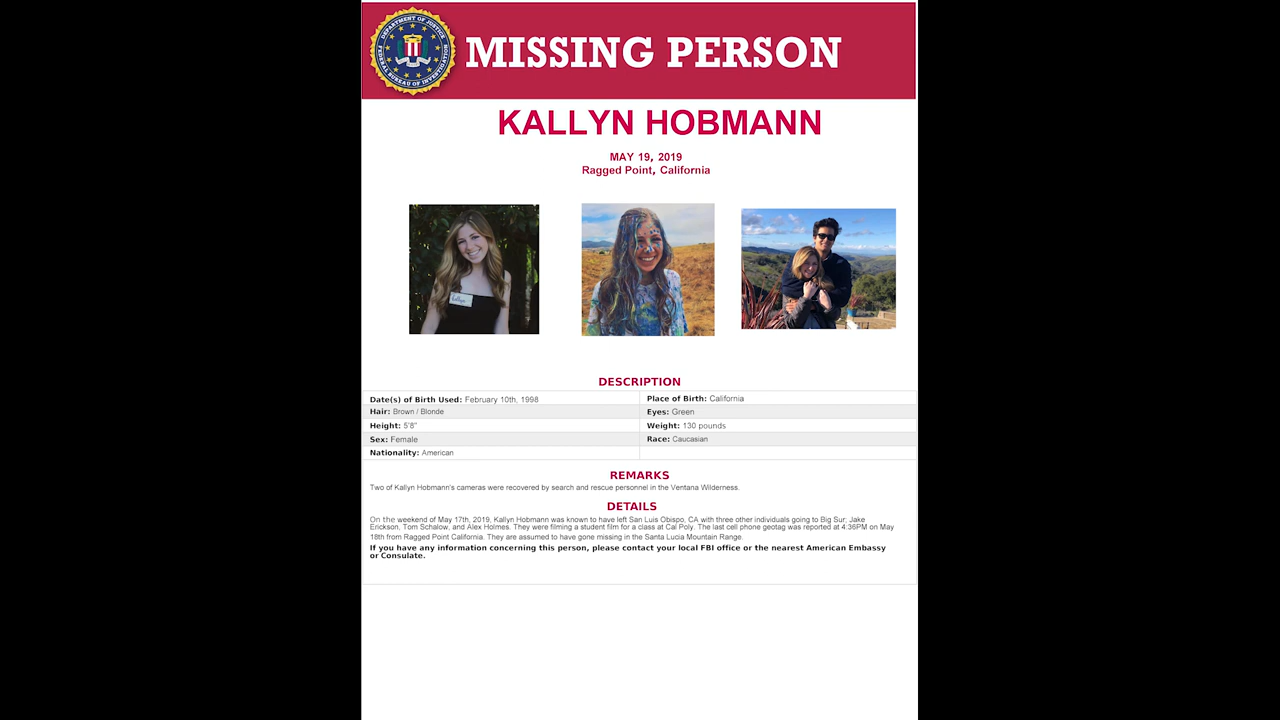 MISSING PERSON
KALLYN HOBMANN
MAY 19, 2019
Ragged Point, California
DESCRIPTION
Date(s) of Birth Used: February 10th, 1998
Place of Birth: California
Hair: Brown / Blonde
Eyes: Green
Height: 5'8"
Weight: 130 pounds
Sex: Female
Race: Caucasian
Nationality: American
REMARKS
Two of Kallyn Hobmann's cameras were recovered by search and rescue personnel in the Ventana Wilderness.
DETAILS
On the weekend of May 17th, 2019, Kallyn Hobmann was known to have left San Luis Obispo, CA with three other individuals going to Big Sur; Jake
Erickson, Tom Schalow, and Alex Holmes. They were filming a student film for a class at Cal Poly. The last cell phone geotag was reported at 4:36PM on May
18th from Ragged Point California. They are assumed to have gone missing in the Santa Lucia Mountain Range.
If you have any information concerning this person, please contact your local FBI office or the nearest American Embassy
or Consulate.